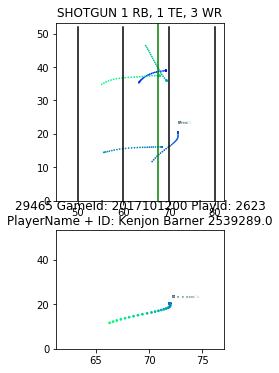 SHOTGUN 1 RB, 1 TE, 3 WR
50
40
30
20
10
0
50 60 70 80
29465 GameId: 2017101200 PlayId: 2623
PlayerName + ID: Kenjon Barner 2539289.0
40
20
0
65 70 75